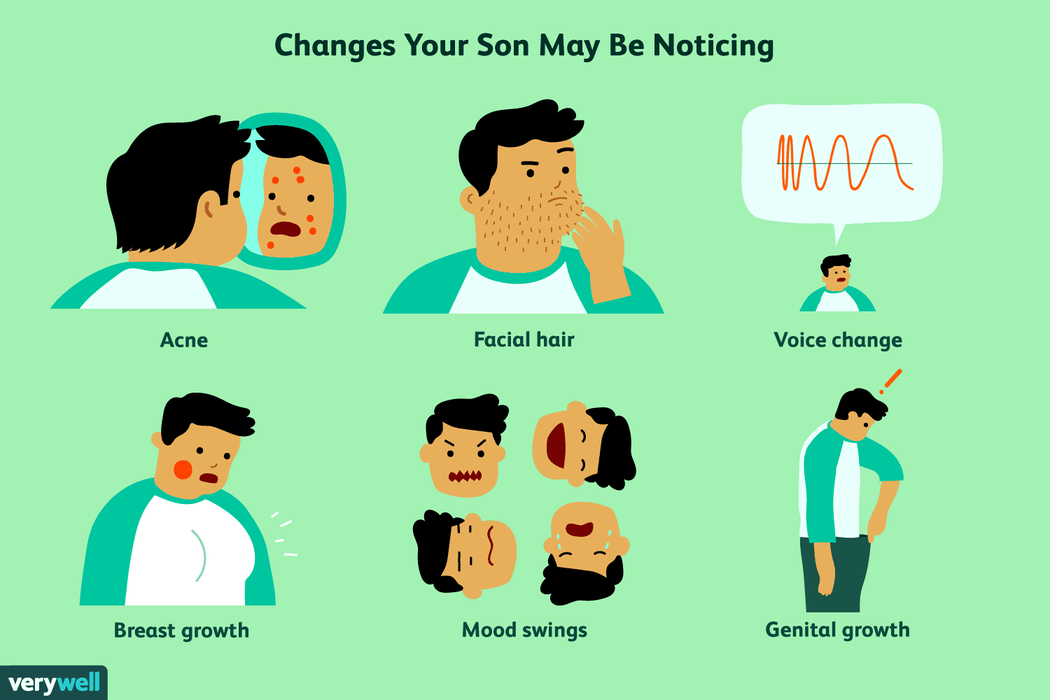 Changes Your Son May Be Noticing
Acne
Facial hair
Voice change
Breast growth
Mood swings
Genital growth
verywell